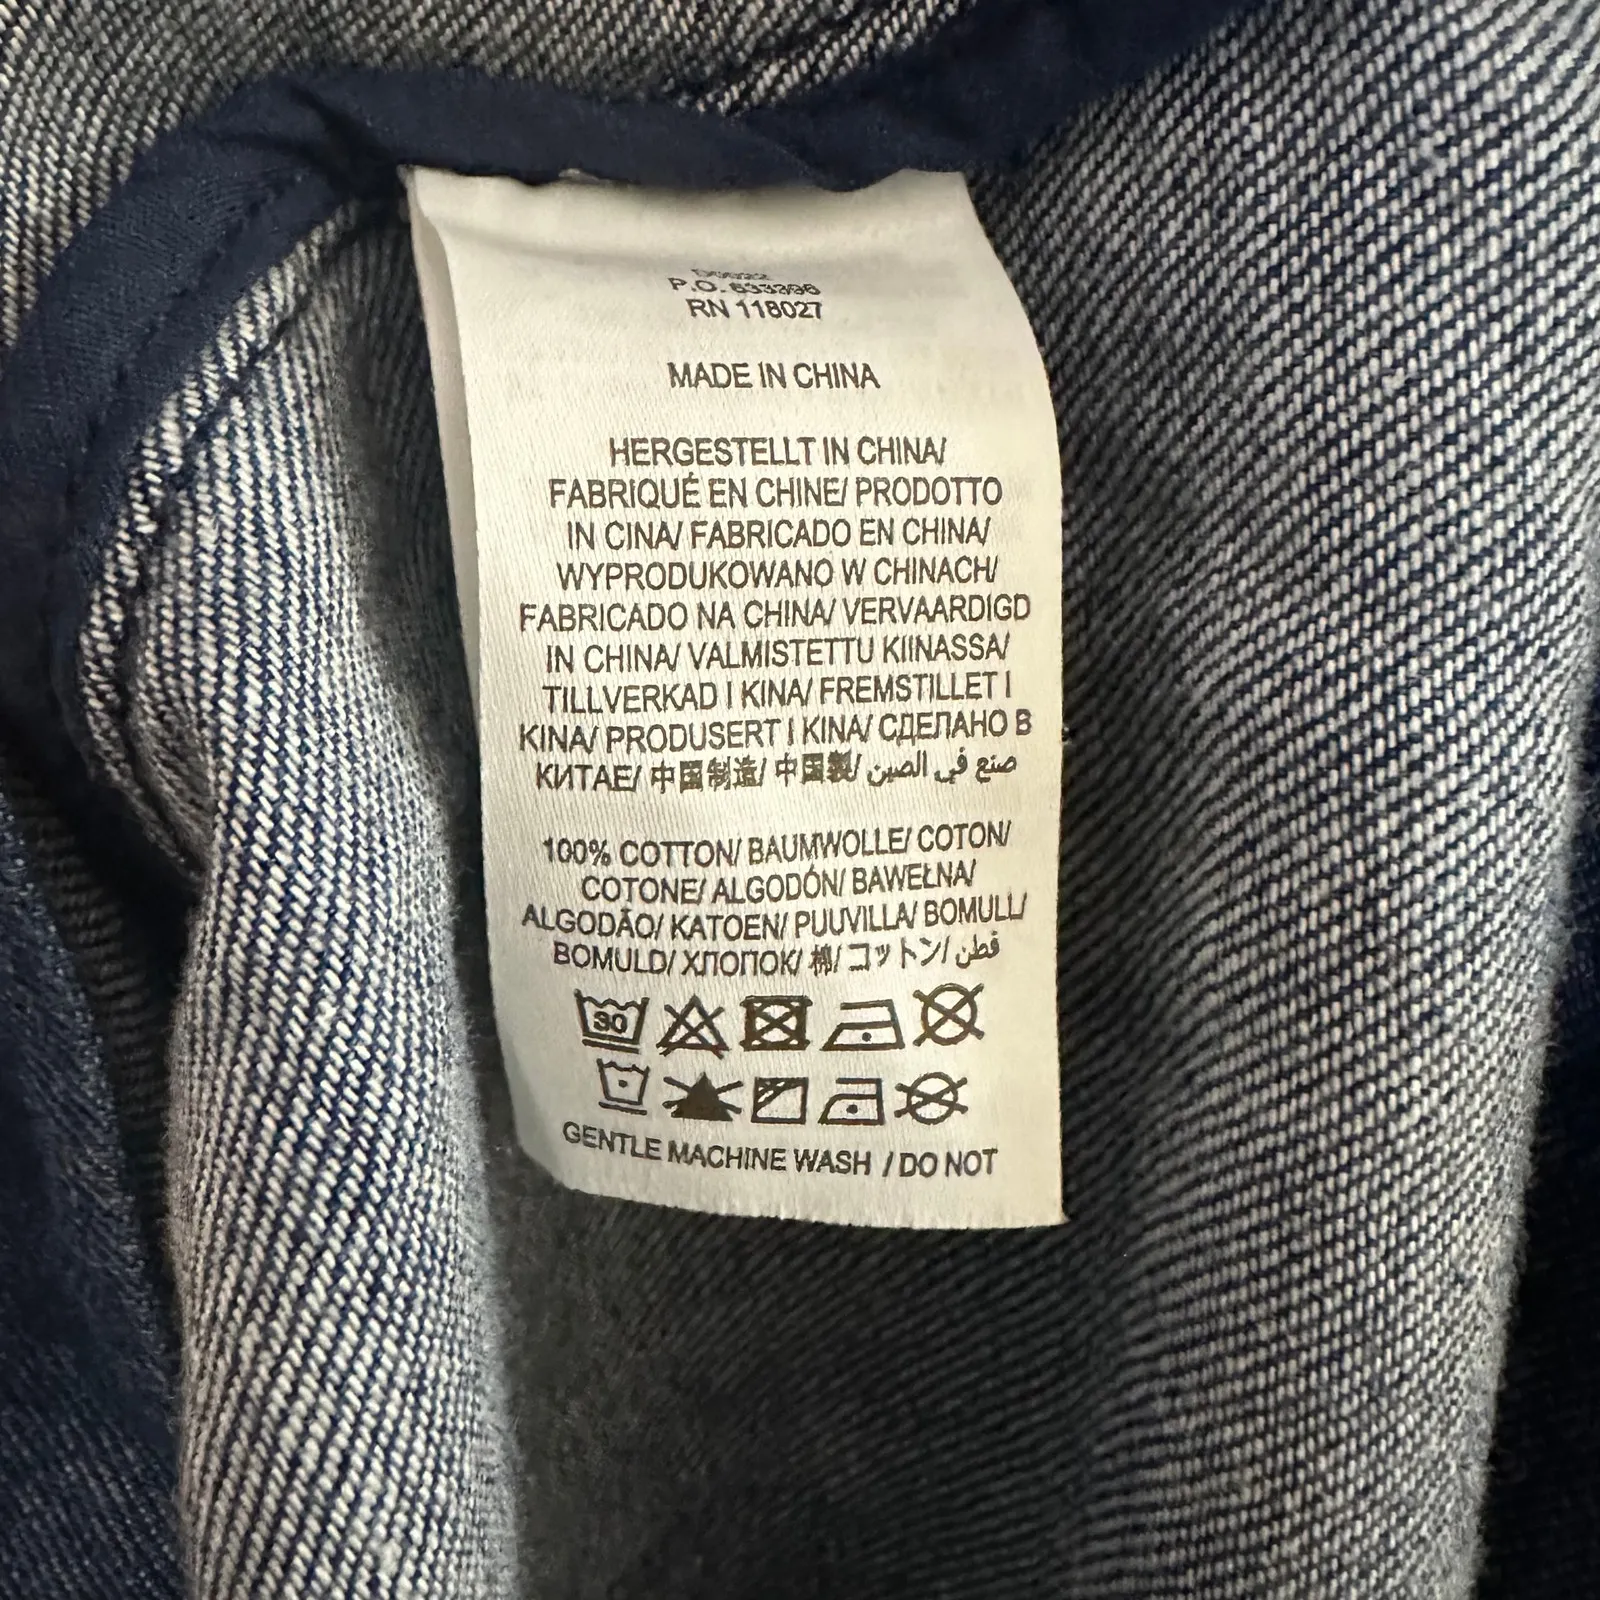 P.O. 633396
RN 118027
MADE IN CHINA
HERGESTELLT IN CHINA/
FABRIQUÉ EN CHINE/ PRODOTTO
IN CINA/ FABRICADO EN CHINA/
WYPRODUKOWANO W CHINACH/
FABRICADO NA CHINA/ VERVAARDIGD
IN CHINA/ VALMISTETTU KIINASSA/
TILLVERKAD I KINA/ FREMSTILLET I
KINA/ PRODUSERT I KINA/ СДЕЛАНО В
КИТАЕ/ 中国制造/ 中国製/ صنع في الصين
100% COTTON/ BAUMWOLLE/ COTON/
COTONE/ ALGODÓN/ BAWEŁNA/
ALGODÃO/ KATOEN/ PUUVILLA/ BOMULL/
BOMULD/ ХЛОПОК/ 棉/ コットン/ قطن
30
GENTLE MACHINE WASH / DO NOT